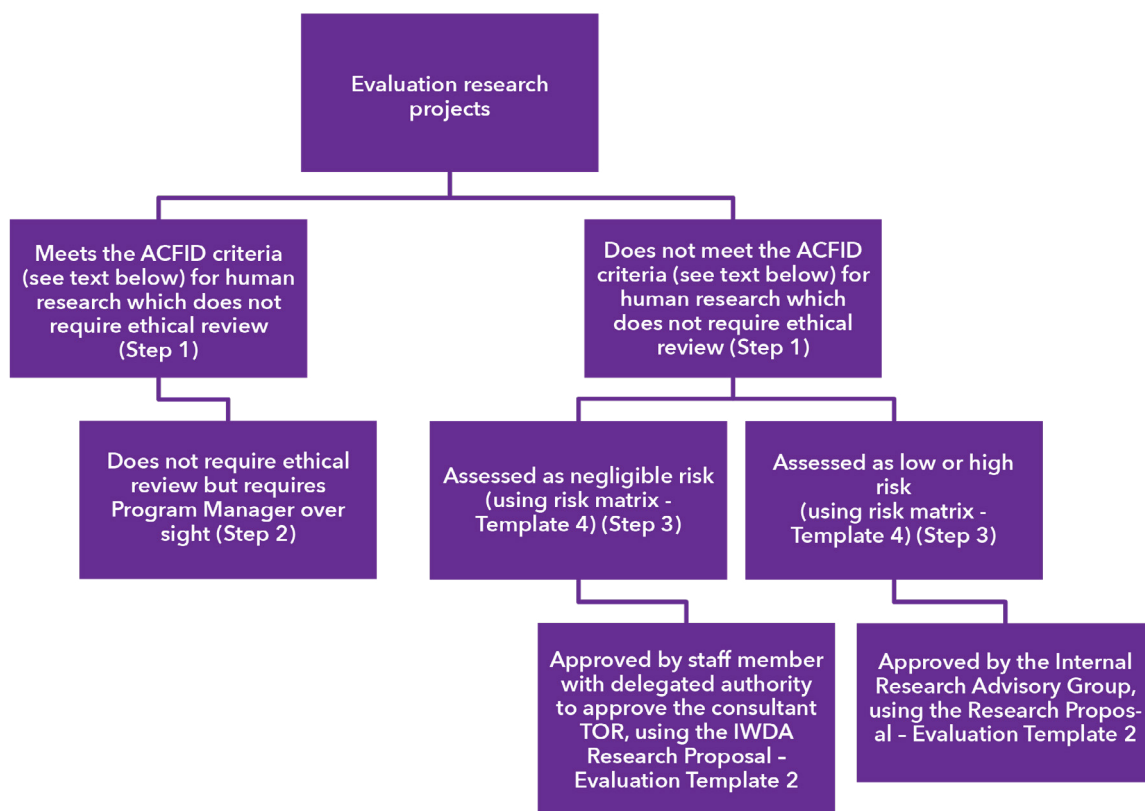 Evaluation research
projects
Meets the ACFID criteria
(see text below) for human
research which does not
require ethical review
(Step 1)
Does not meet the ACFID
criteria (see text below) for
human research which
does not require ethical
review (Step 1)
Does not require ethical
review but requires
Program Manager over
sight (Step 2)
Assessed as negligible risk
(using risk matrix -
Template 4) (Step 3)
Assessed as low or high
risk
(using risk matrix -
Template 4) (Step 3)
Approved by staff member
with delegated authority
to approve the consultant
TOR, using the IWDA
Research Proposal –
Evaluation Template 2
Approved by the Internal
Research Advisory Group,
using the Research Propos-
al – Evaluation Template 2